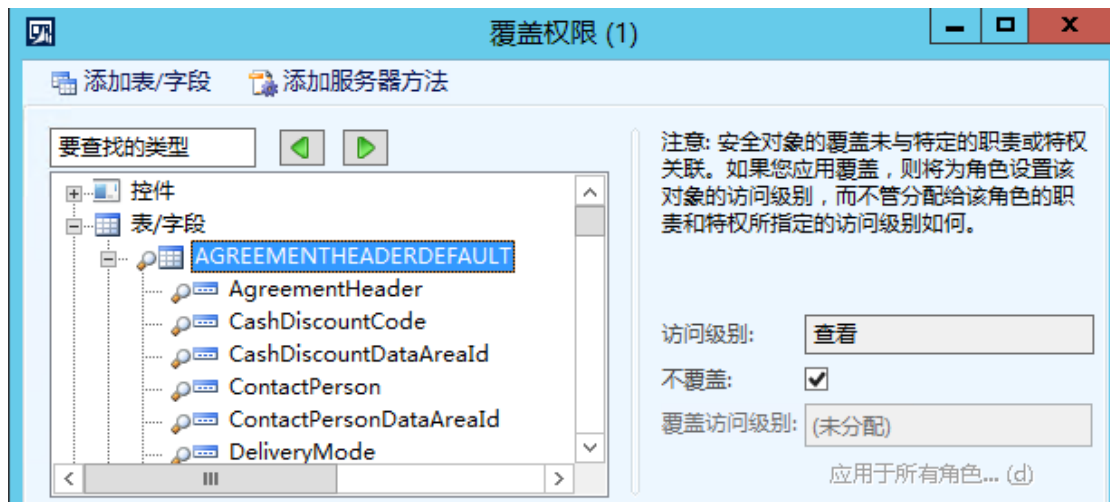 覆盖权限 (1)
添加表/字段 添加服务器方法
要查找的类型
控件
表/字段
AGREEMENTHEADERDEFAULT
AgreementHeader
CashDiscountCode
CashDiscountDataAreaId
ContactPerson
ContactPersonDataAreaId
DeliveryMode
注意: 安全对象的覆盖未与特定的职责或特权
关联。如果您应用覆盖，则将为角色设置该
对象的访问级别，而不管分配给该角色的职
责和特权所指定的访问级别如何。
访问级别: 查看
不覆盖:
覆盖访问级别: (未分配)
应用于所有角色... (d)